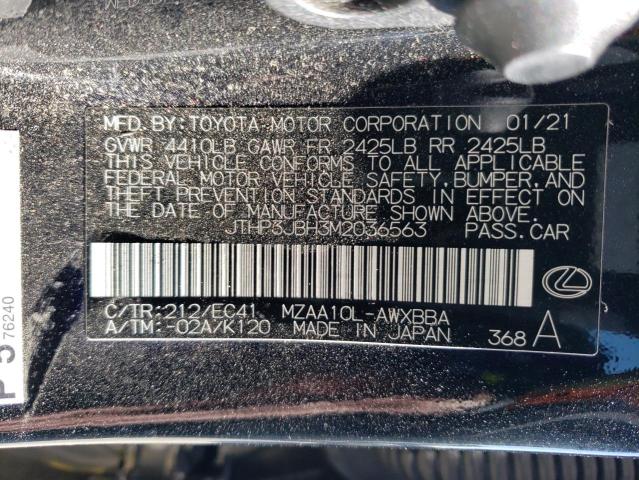 MFD. BY: TOYOTA MOTOR CORPORATION 01/21
GVWR 4410LB GAWR FR 2425LB RR 2425LB
THIS VEHICLE CONFORMS TO ALL APPLICABLE
FEDERAL MOTOR VEHICLE SAFETY, BUMPER, AND
THEFT PREVENTION STANDARDS IN EFFECT ON
THE DATE OF MANUFACTURE SHOWN ABOVE.
JTHP3JBH3M2036563 PASS.CAR
C/TR:212/EC41 MZAA10L-AWXBBA
A/TM:-02A/K120 MADE IN JAPAN 368 A
76240